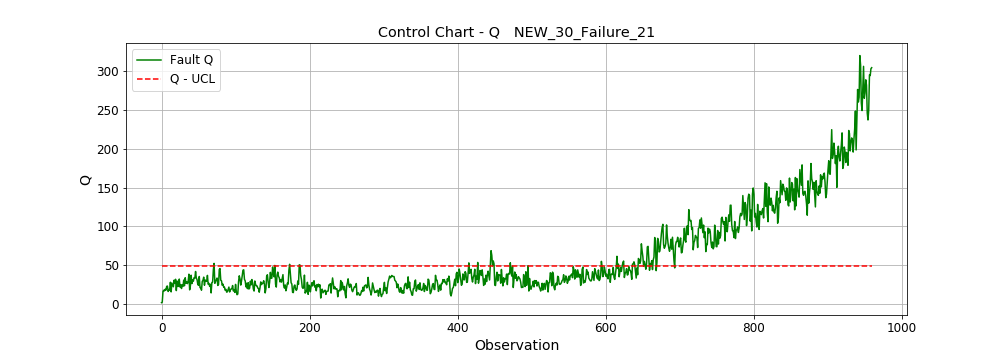 Control Chart - Q   NEW_30_Failure_21
Fault Q
Q - UCL
Q
300
250
200
150
100
50
0
0 200 400 600 800 1000
Observation